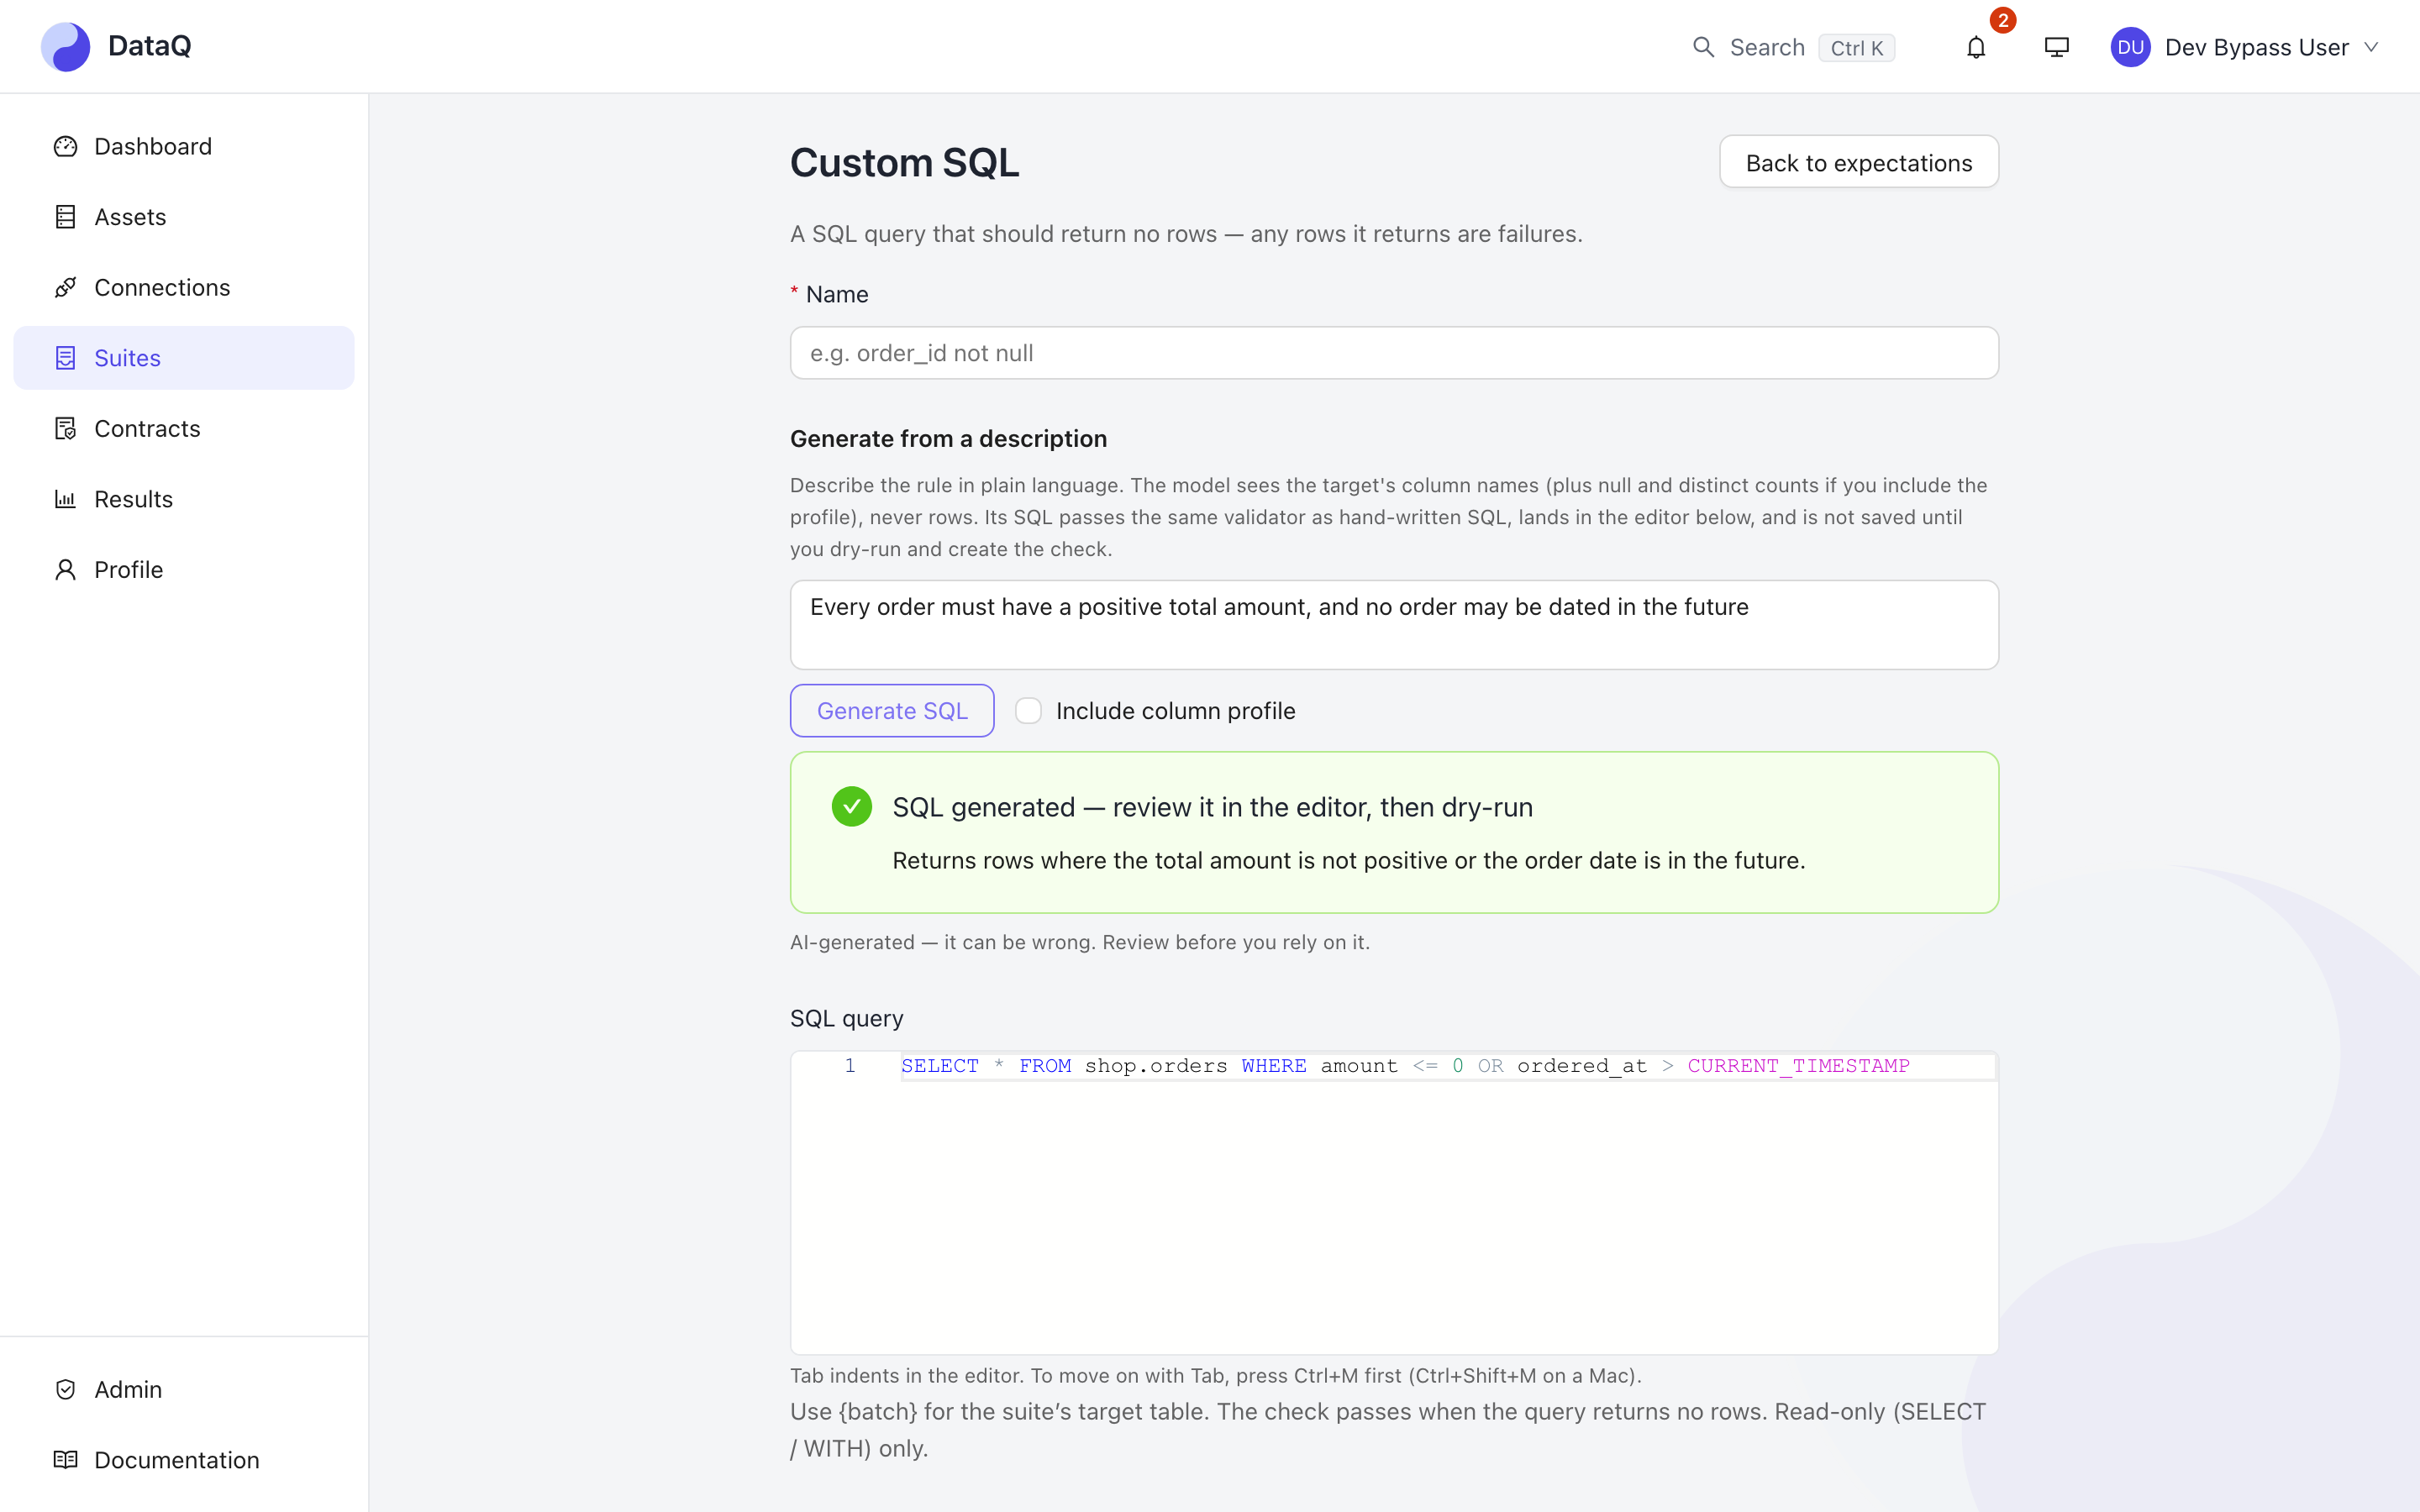 DataQ
Search Ctrl K
2
DU Dev Bypass User
Dashboard
Assets
Connections
Suites
Contracts
Results
Profile
Admin
Documentation
Custom SQL
Back to expectations
A SQL query that should return no rows — any rows it returns are failures.
* Name
e.g. order_id not null
Generate from a description
Describe the rule in plain language. The model sees the target's column names (plus null and distinct counts if you include the
profile), never rows. Its SQL passes the same validator as hand-written SQL, lands in the editor below, and is not saved until
you dry-run and create the check.
Every order must have a positive total amount, and no order may be dated in the future
Generate SQL
Include column profile
SQL generated — review it in the editor, then dry-run
Returns rows where the total amount is not positive or the order date is in the future.
AI-generated — it can be wrong. Review before you rely on it.
SQL query
1 SELECT * FROM shop.orders WHERE amount <= 0 OR ordered_at > CURRENT_TIMESTAMP
Tab indents in the editor. To move on with Tab, press Ctrl+M first (Ctrl+Shift+M on a Mac).
Use {batch} for the suite’s target table. The check passes when the query returns no rows. Read-only (SELECT
/ WITH) only.